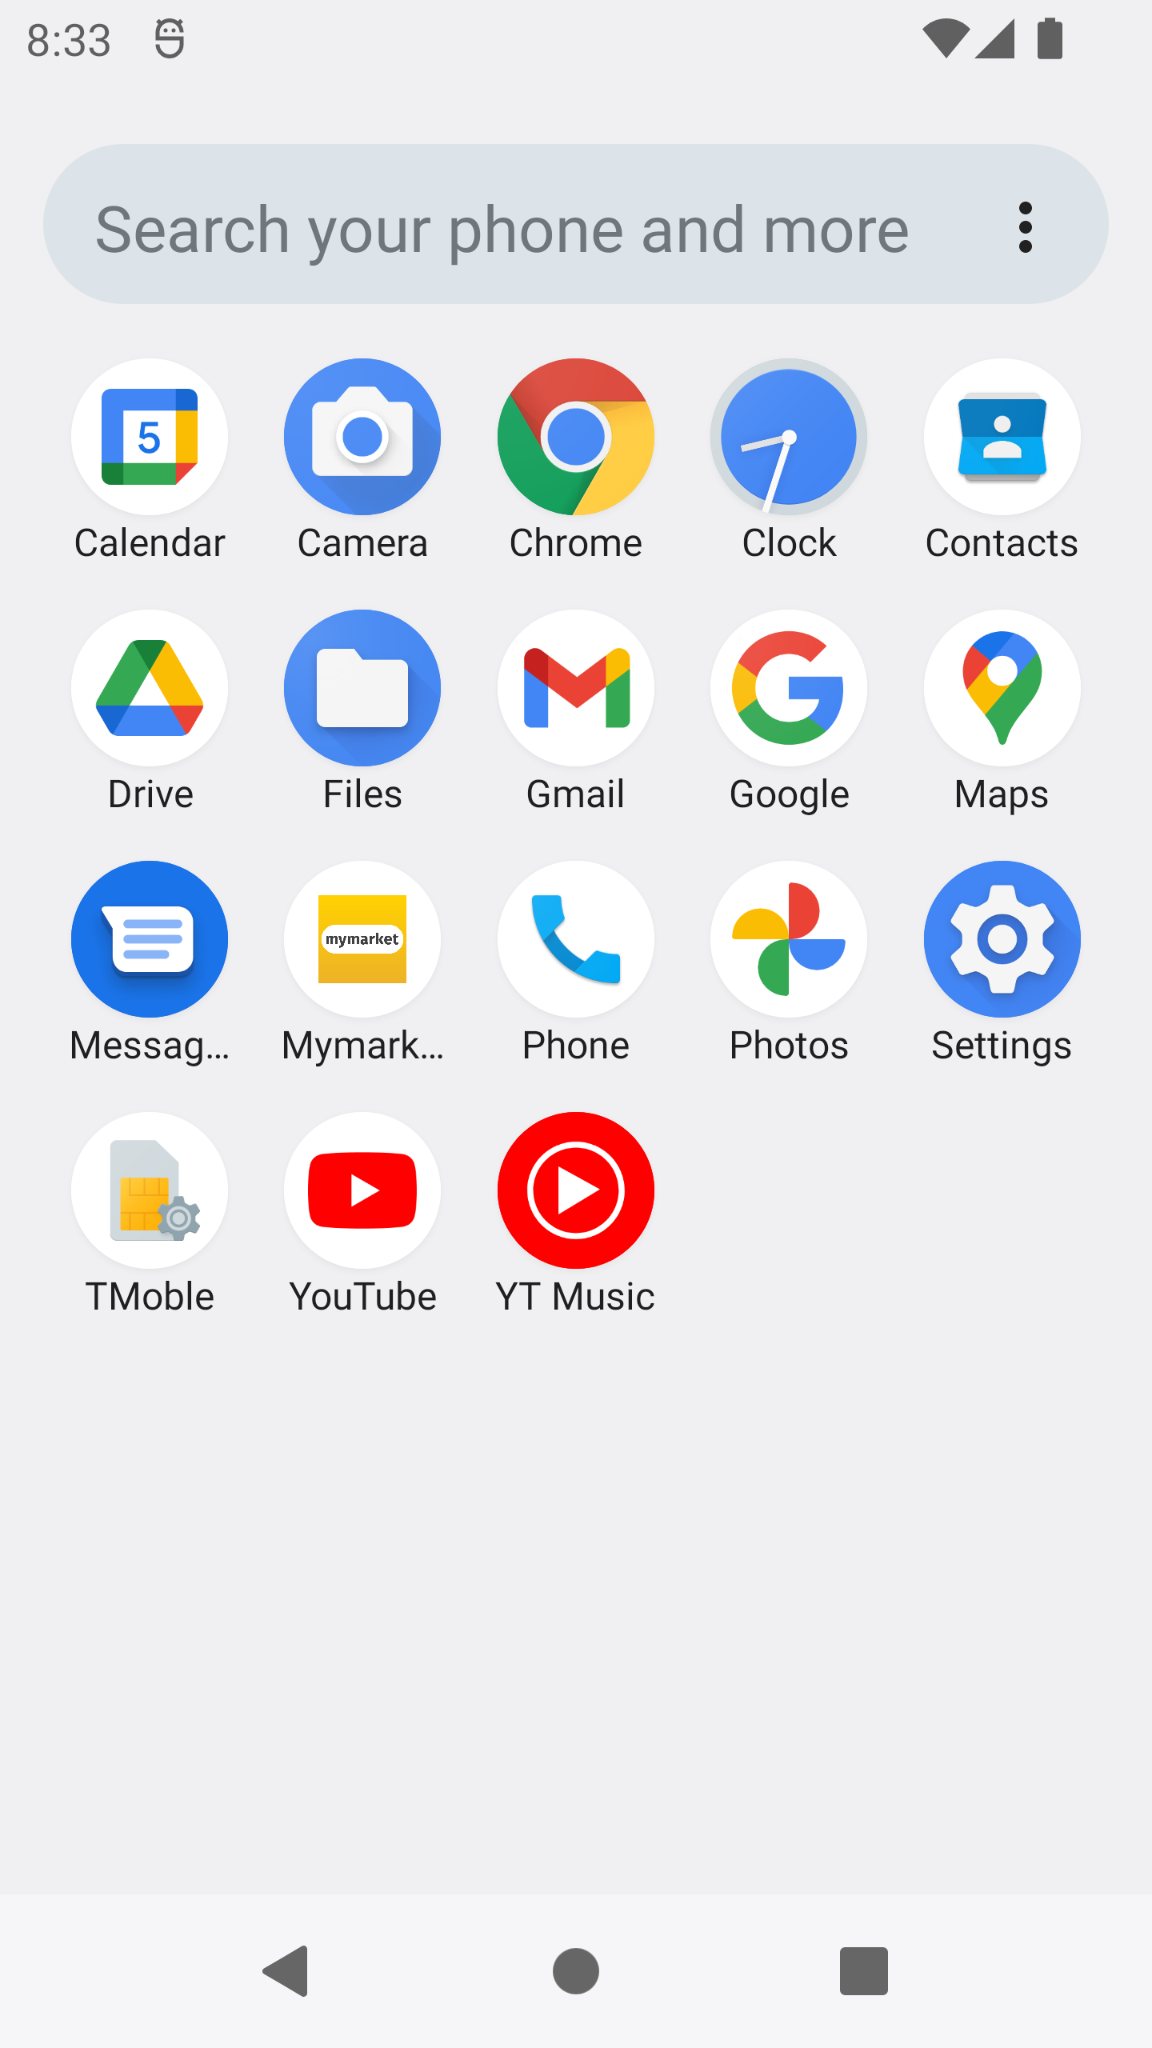 8:33
Search your phone and more
5
Calendar
Camera
Chrome
Clock
Contacts
Drive
Files
Gmail
Google
Maps
mymarket
Messag...
Mymark...
Phone
Photos
Settings
TMoble
YouTube
YT Music